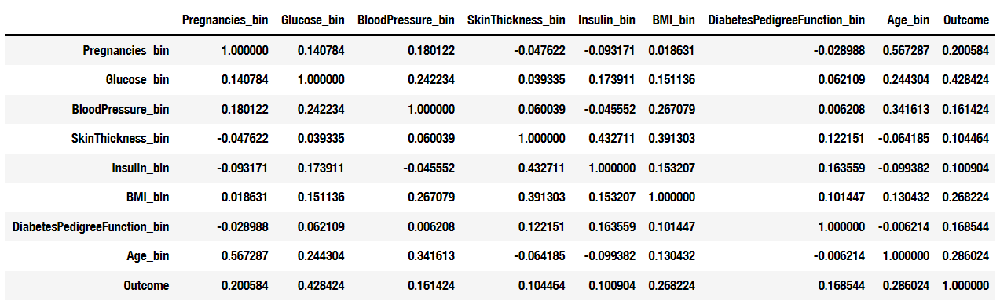 Pregnancies_bin Glucose_bin BloodPressure_bin SkinThickness_bin Insulin_bin BMI_bin DiabetesPedigreeFunction_bin Age_bin Outcome
Pregnancies_bin 1.000000 0.140784 0.180122 -0.047622 -0.093171 0.018631 -0.028988 0.567287 0.200584
Glucose_bin 0.140784 1.000000 0.242234 0.039335 0.173911 0.151136 0.062109 0.244304 0.428424
BloodPressure_bin 0.180122 0.242234 1.000000 0.060039 -0.045552 0.267079 0.006208 0.341613 0.161424
SkinThickness_bin -0.047622 0.039335 0.060039 1.000000 0.432711 0.391303 0.122151 -0.064185 0.104464
Insulin_bin -0.093171 0.173911 -0.045552 0.432711 1.000000 0.153207 0.163559 -0.099382 0.100904
BMI_bin 0.018631 0.151136 0.267079 0.391303 0.153207 1.000000 0.101447 0.130432 0.268224
DiabetesPedigreeFunction_bin -0.028988 0.062109 0.006208 0.122151 0.163559 0.101447 1.000000 -0.006214 0.168544
Age_bin 0.567287 0.244304 0.341613 -0.064185 -0.099382 0.130432 -0.006214 1.000000 0.286024
Outcome 0.200584 0.428424 0.161424 0.104464 0.100904 0.268224 0.168544 0.286024 1.000000